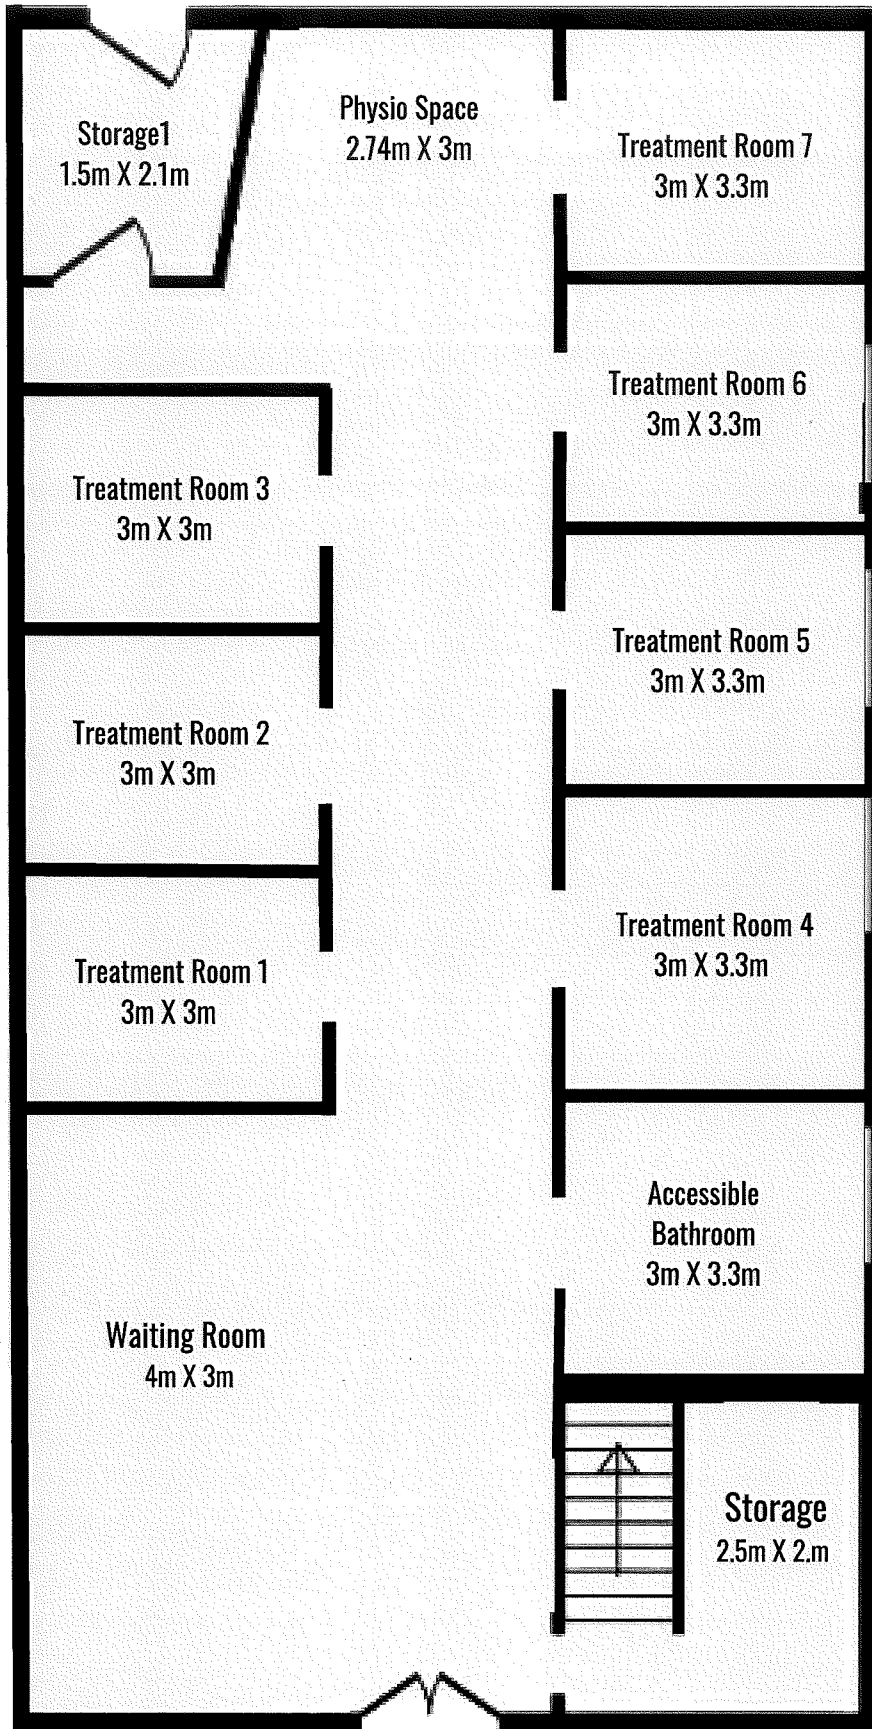 Storage1
1.5m X 2.1m
Physio Space
2.74m X 3m
Treatment Room 7
3m X 3.3m
Treatment Room 6
3m X 3.3m
Treatment Room 3
3m X 3m
Treatment Room 5
3m X 3.3m
Treatment Room 2
3m X 3m
Treatment Room 4
3m X 3.3m
Treatment Room 1
3m X 3m
Accessible
Bathroom
3m X 3.3m
Waiting Room
4m X 3m
Storage
2.5m X 2.m